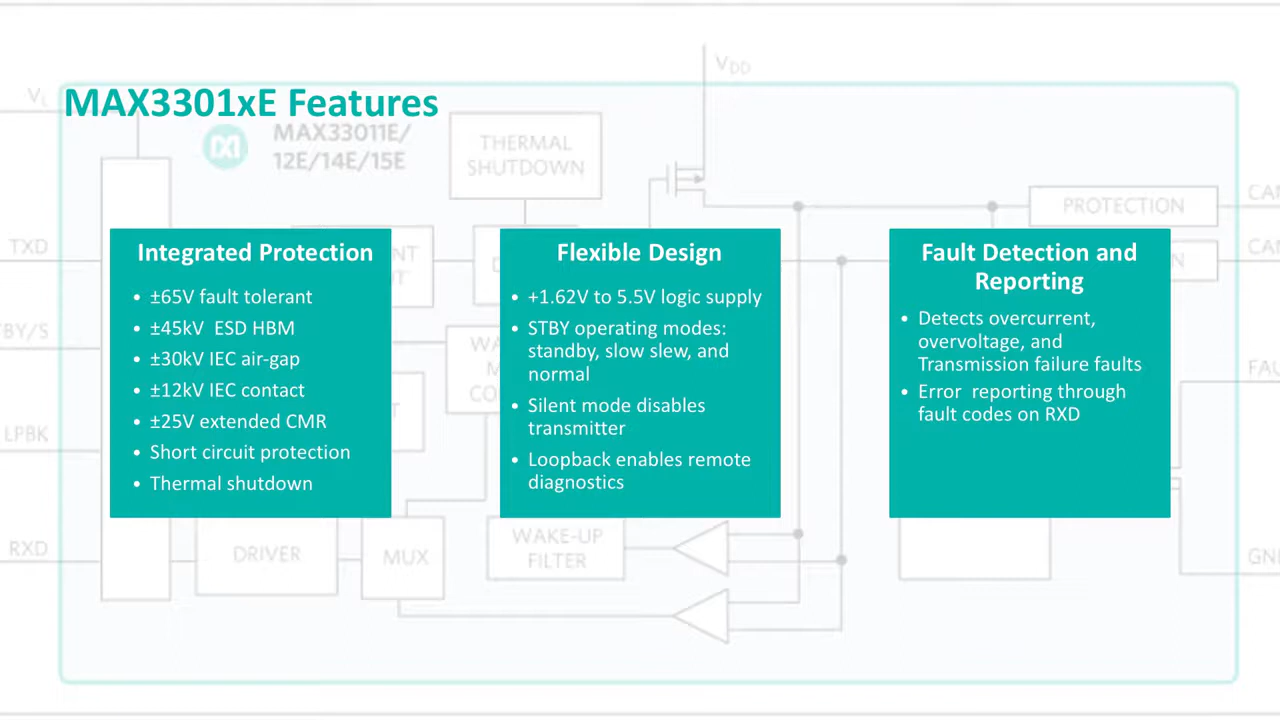 MAX3301xE Features
MAX33011E/
12E/14E/15E
THERMAL
SHUTDOWN
VDD
VL
PROTECTION
TXD
LPBK
RXD
DRIVER
MUX
WAKE-UP
FILTER
Integrated Protection
• ±65V fault tolerant
• ±45kV  ESD HBM
• ±30kV IEC air-gap
• ±12kV IEC contact
• ±25V extended CMR
• Short circuit protection
• Thermal shutdown
Flexible Design
• +1.62V to 5.5V logic supply
• STBY operating modes:
standby, slow slew, and
normal
• Silent mode disables
transmitter
• Loopback enables remote
diagnostics
Fault Detection and
Reporting
• Detects overcurrent,
overvoltage, and
Transmission failure faults
• Error  reporting through
fault codes on RXD